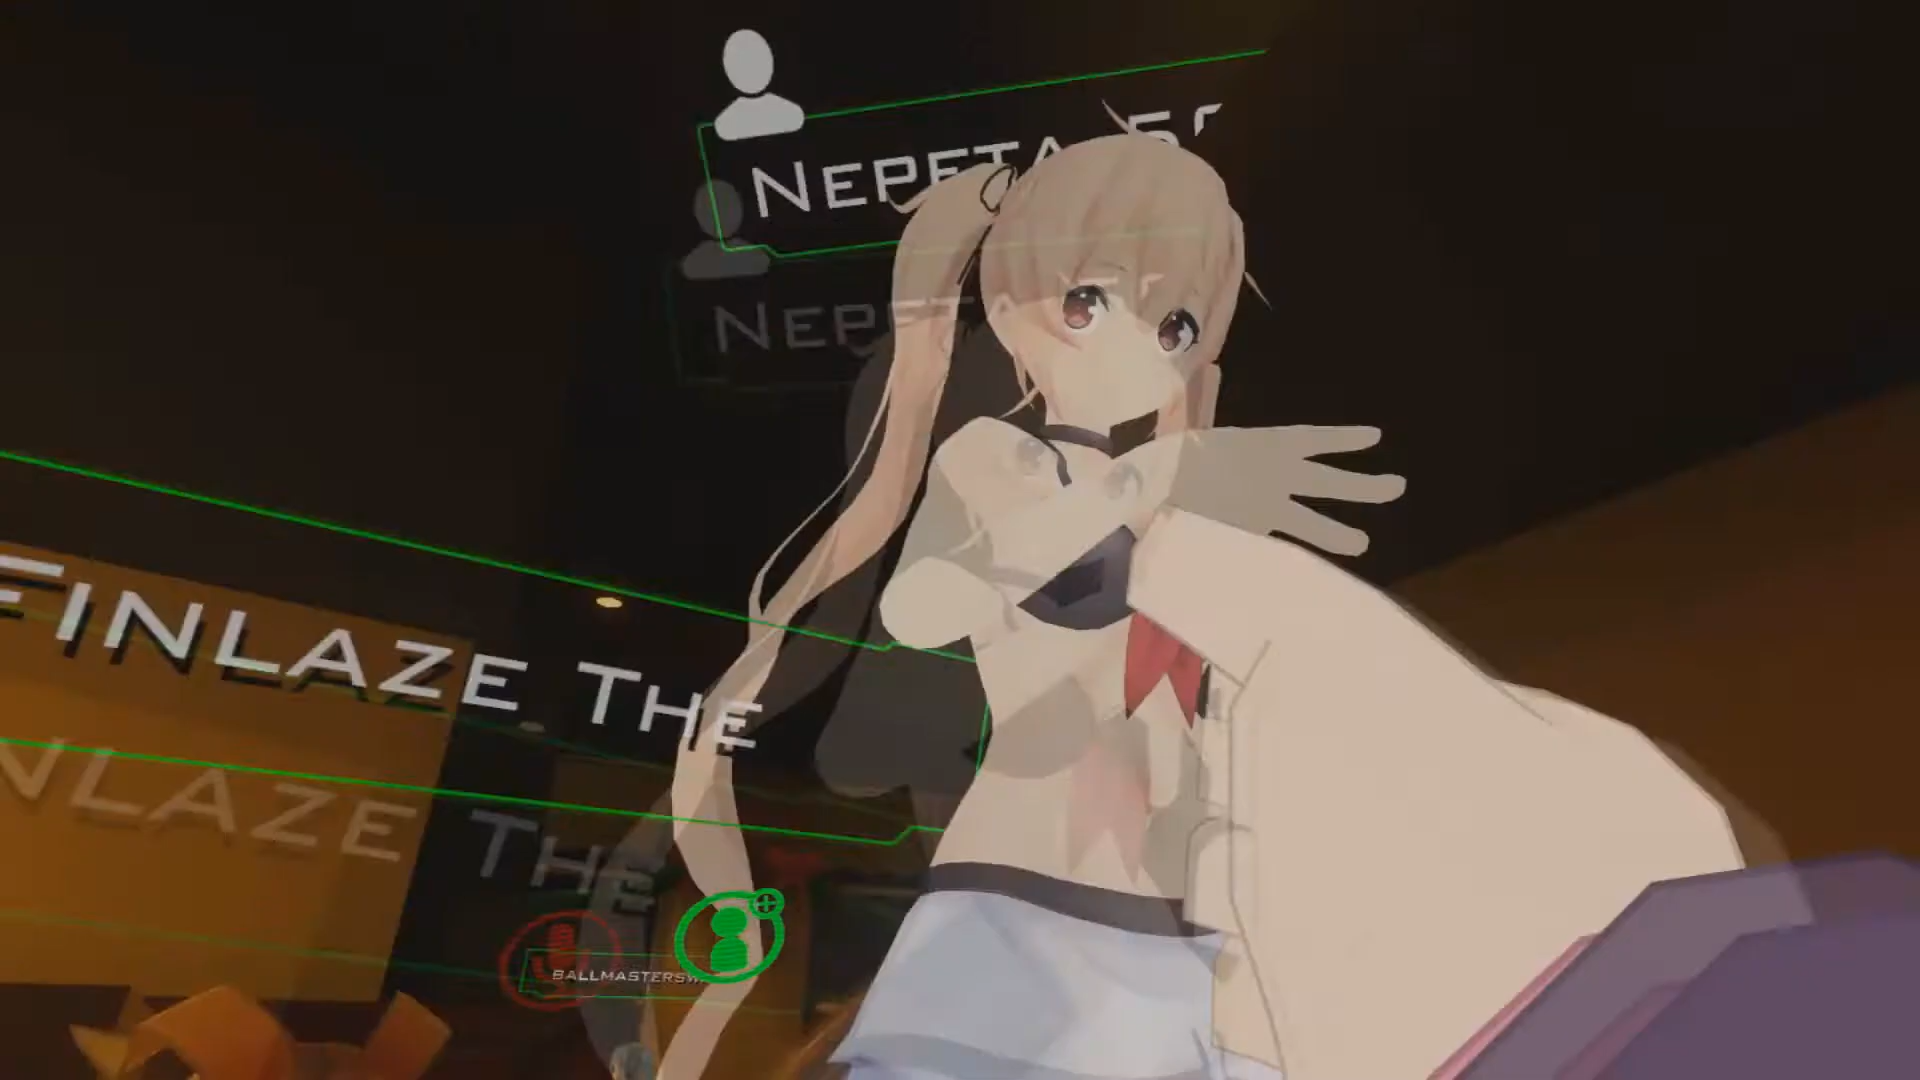 NEPETA
NEPETA
FINLAZE THE
NLAZE THE
BALLMASTERSW